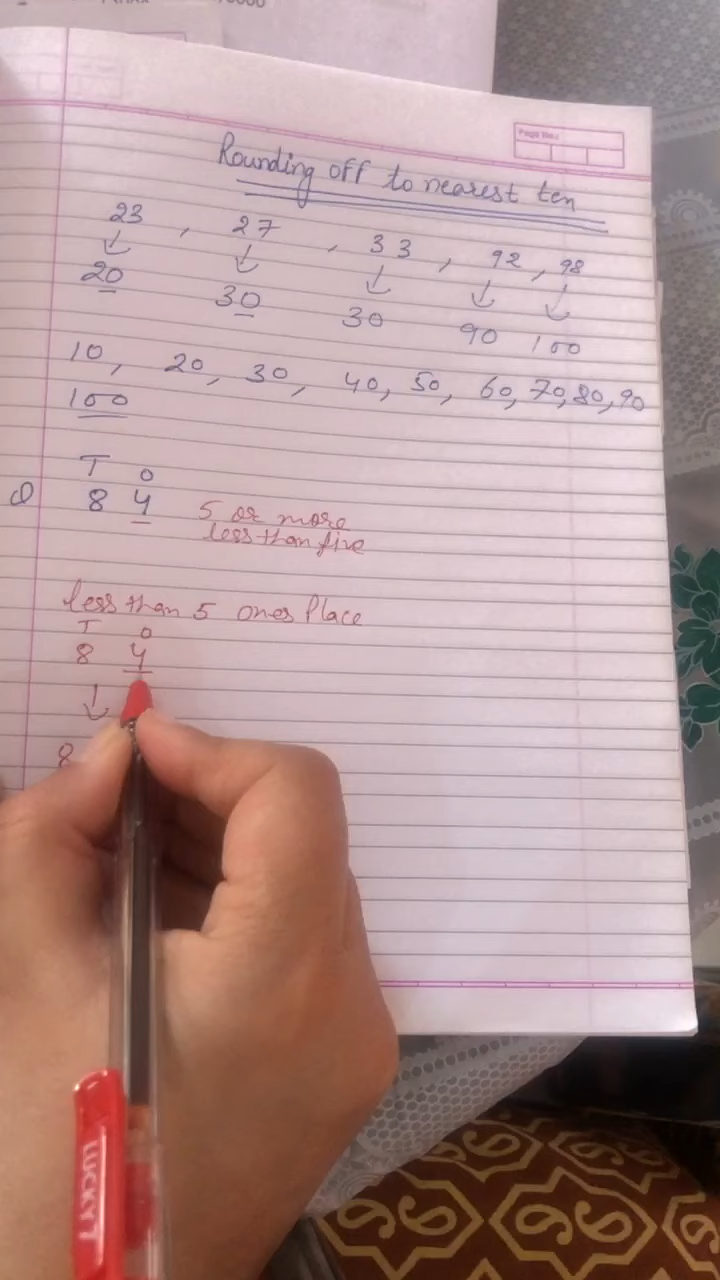 Page No.:
Rounding off to nearest ten
23 , 27 , 33 , 92 , 98
20 30 30 90 100
10, 20, 30, 40, 50, 60, 70, 80, 90
100
T O
84
5 or more
less than five
less than 5 ones Place
T O
8 4
8
LUCKY7